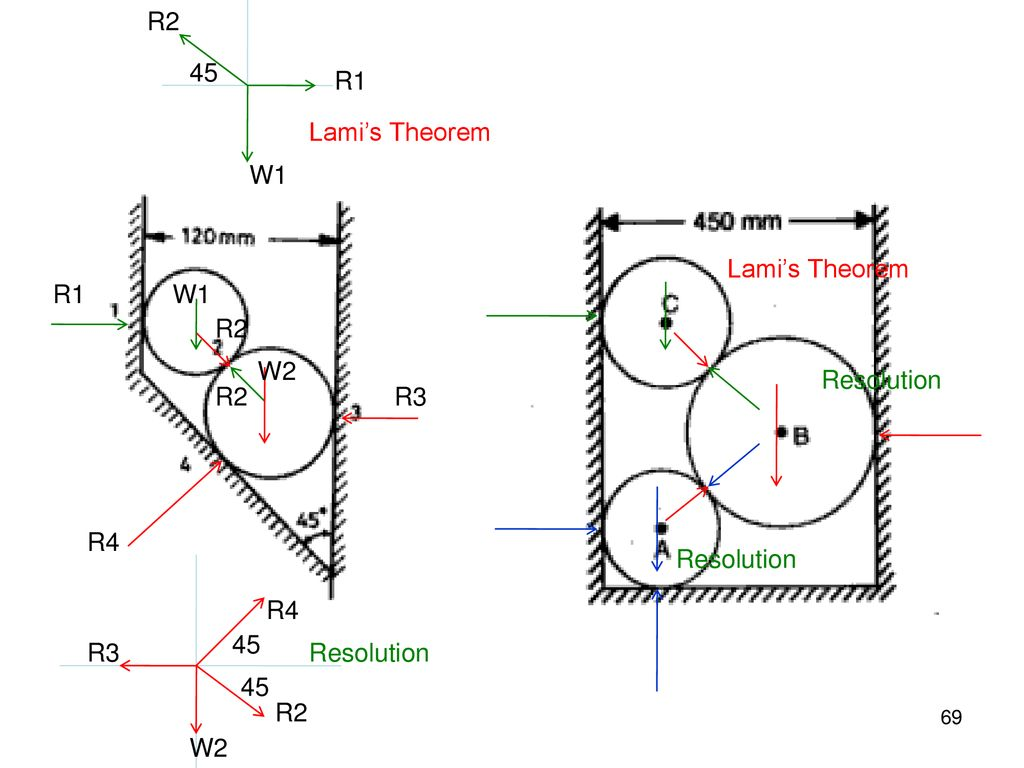 R2
45
R1
Lami's Theorem
W1
120mm
450 mm
Lami's Theorem
R1
1
W1
C
R2
2
W2
Resolution
R2
R3
3
B
4
45°
R4
A
Resolution
R4
45
R3
Resolution
45
R2
69
W2